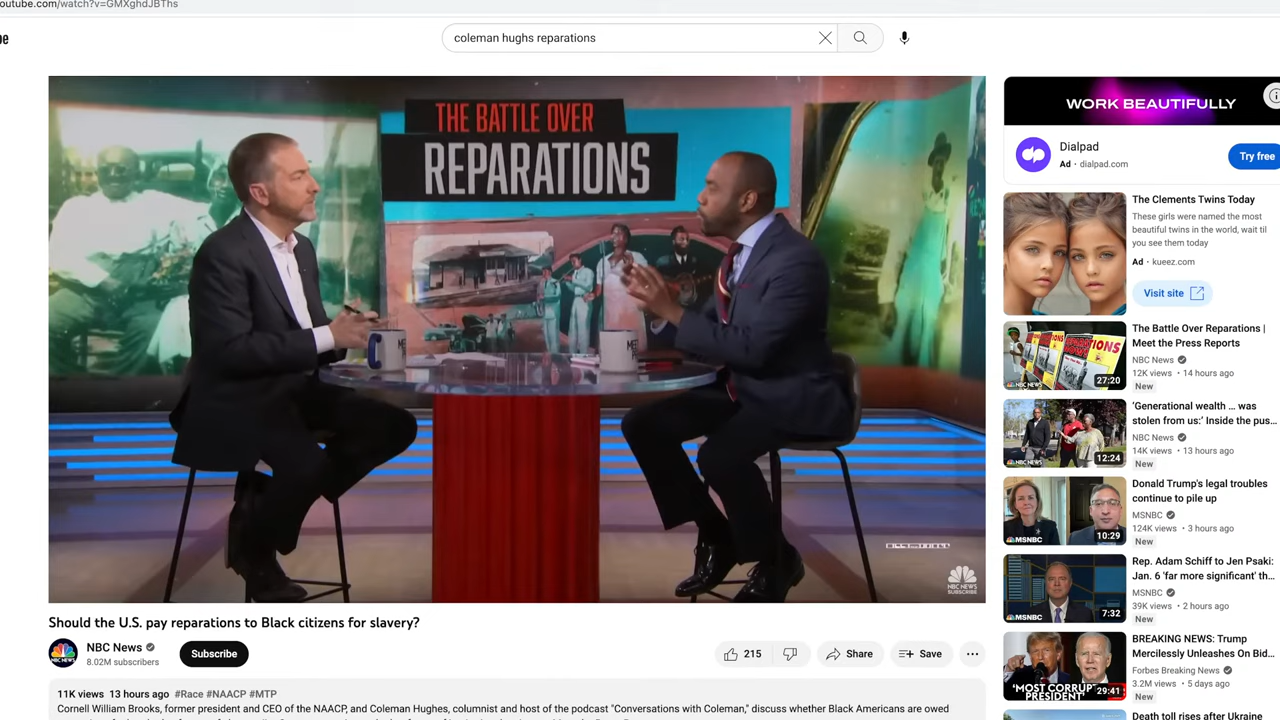 outube.com/watch?v=GMXghdJBThs
be
coleman hughs reparations
THE BATTLE OVER
REPARATIONS
NBC NEWS
SUBSCRIBE
Should the U.S. pay reparations to Black citizens for slavery?
NBC News
8.02M subscribers
Subscribe
215
Share
Save
11K views 13 hours ago #Race #NAACP #MTP
Cornell William Brooks, former president and CEO of the NAACP, and Coleman Hughes, columnist and host of the podcast "Conversations with Coleman," discuss whether Black Americans are owed
WORK BEAUTIFULLY
Dialpad
Ad · dialpad.com
Try free
The Clements Twins Today
These girls were named the most
beautiful twins in the world, wait til
you see them today
Ad · kueez.com
Visit site
The Battle Over Reparations |
Meet the Press Reports
NBC News
12K views · 14 hours ago
New
27:20
'Generational wealth ... was
stolen from us:' Inside the pus...
NBC News
14K views · 13 hours ago
New
12:24
Donald Trump's legal troubles
continue to pile up
MSNBC
124K views · 3 hours ago
New
MSNBC
10:29
Rep. Adam Schiff to Jen Psaki:
Jan. 6 'far more significant' th...
MSNBC
39K views · 2 hours ago
New
MSNBC
7:32
BREAKING NEWS: Trump
Mercilessly Unleashes On Bid...
Forbes Breaking News
3.2M views · 5 days ago
New
'MOST CORRUPT
PRESIDENT'
29:41
Death toll rises after Ukraine